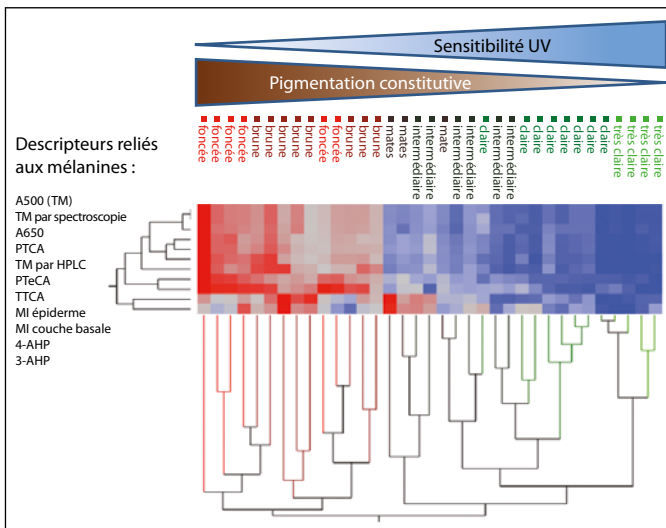 Sensitibilité UV
Pigmentation constitutive
foncée
foncée
foncée
foncée
brune
brune
brune
brune
brune
foncée
foncée
brune
brune
brune
mates
mates
intermédiaire
intermédiaire
mate
intermédiaire
intermédiaire
claire
intermédiaire
intermédiaire
claire
claire
claire
claire
claire
claire
claire
très claire
très claire
très claire
très claire
Descripteurs reliés
aux mélanines :
A500 (TM)
TM par spectroscopie
A650
PTCA
TM par HPLC
PTeCA
TTCA
MI épiderme
MI couche basale
4-AHP
3-AHP